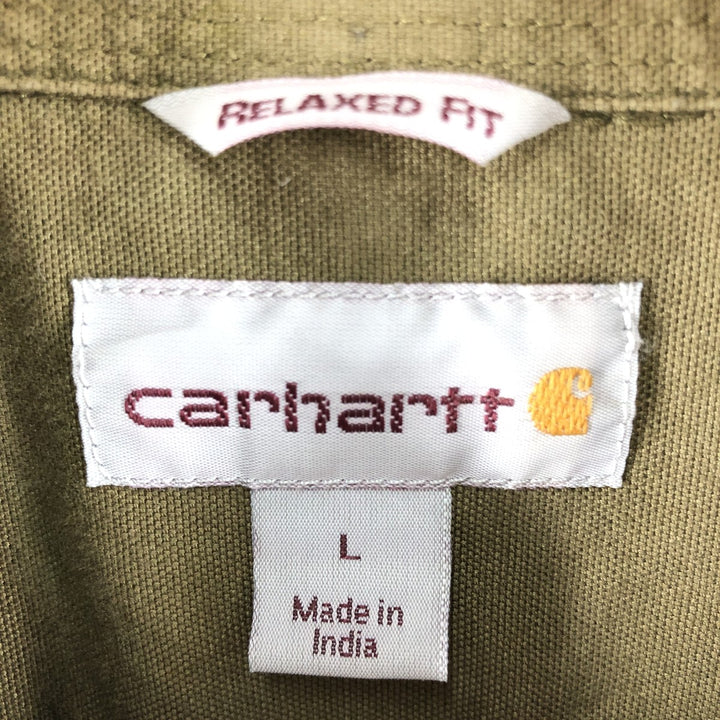 RELAXED FIT
carhartt
L
Made in
India